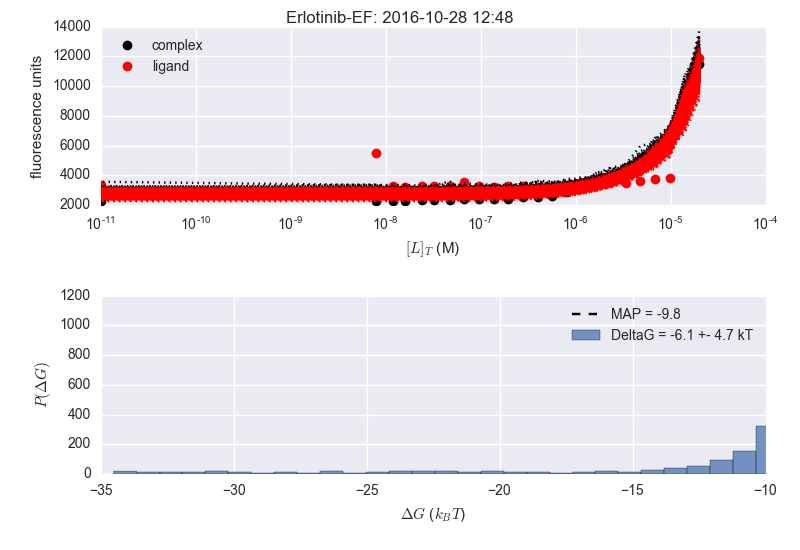 Erlotinib-EF: 2016-10-28 12:48
14000
12000
10000
8000
6000
4000
2000
fluorescence units
complex
ligand
10^-11 10^-10 10^-9 10^-8 10^-7 10^-6 10^-5 10^-4
[L]_T (M)
1200
1000
800
600
400
200
0
P(ΔG)
MAP = -9.8
DeltaG = -6.1 +- 4.7 kT
−35 −30 −25 −20 −15 −10
ΔG (k_BT)